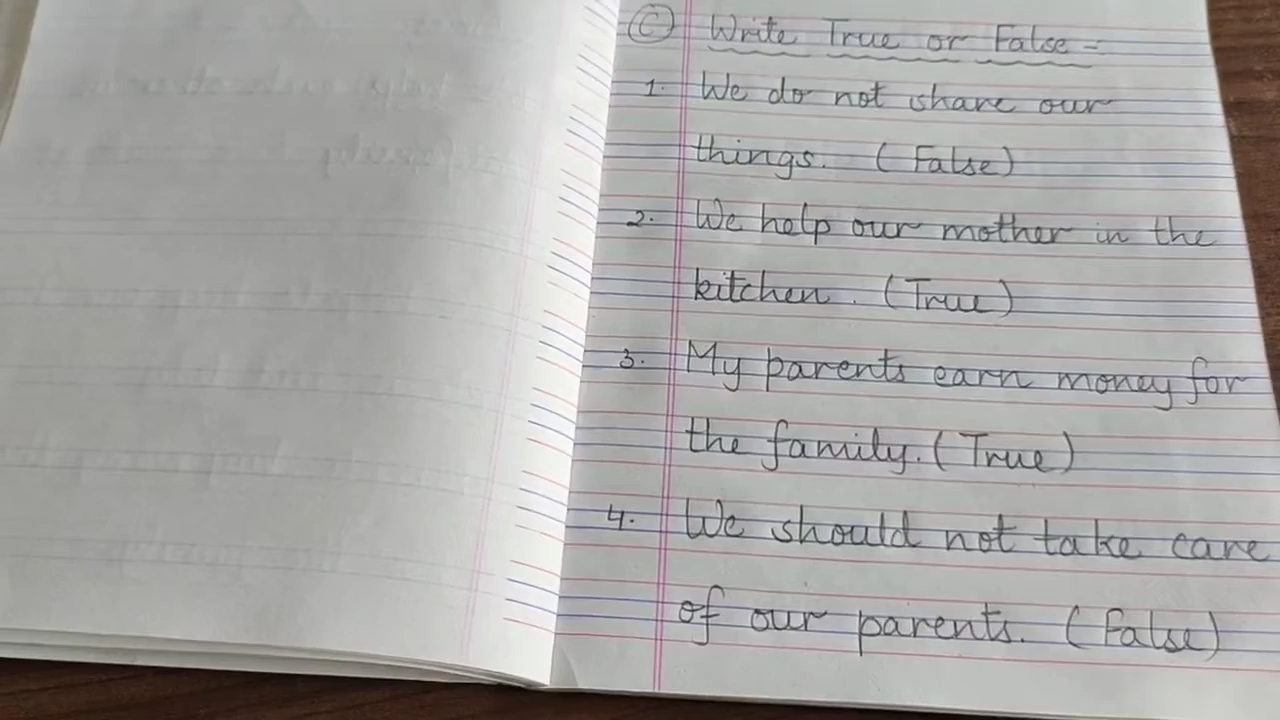 C Write True or False -
1. We do not share our
things. (False)
2. We help our mother in the
kitchen. (True)
3. My parents earn money for
the family. (True)
4. We should not take care
of our parents. (False)